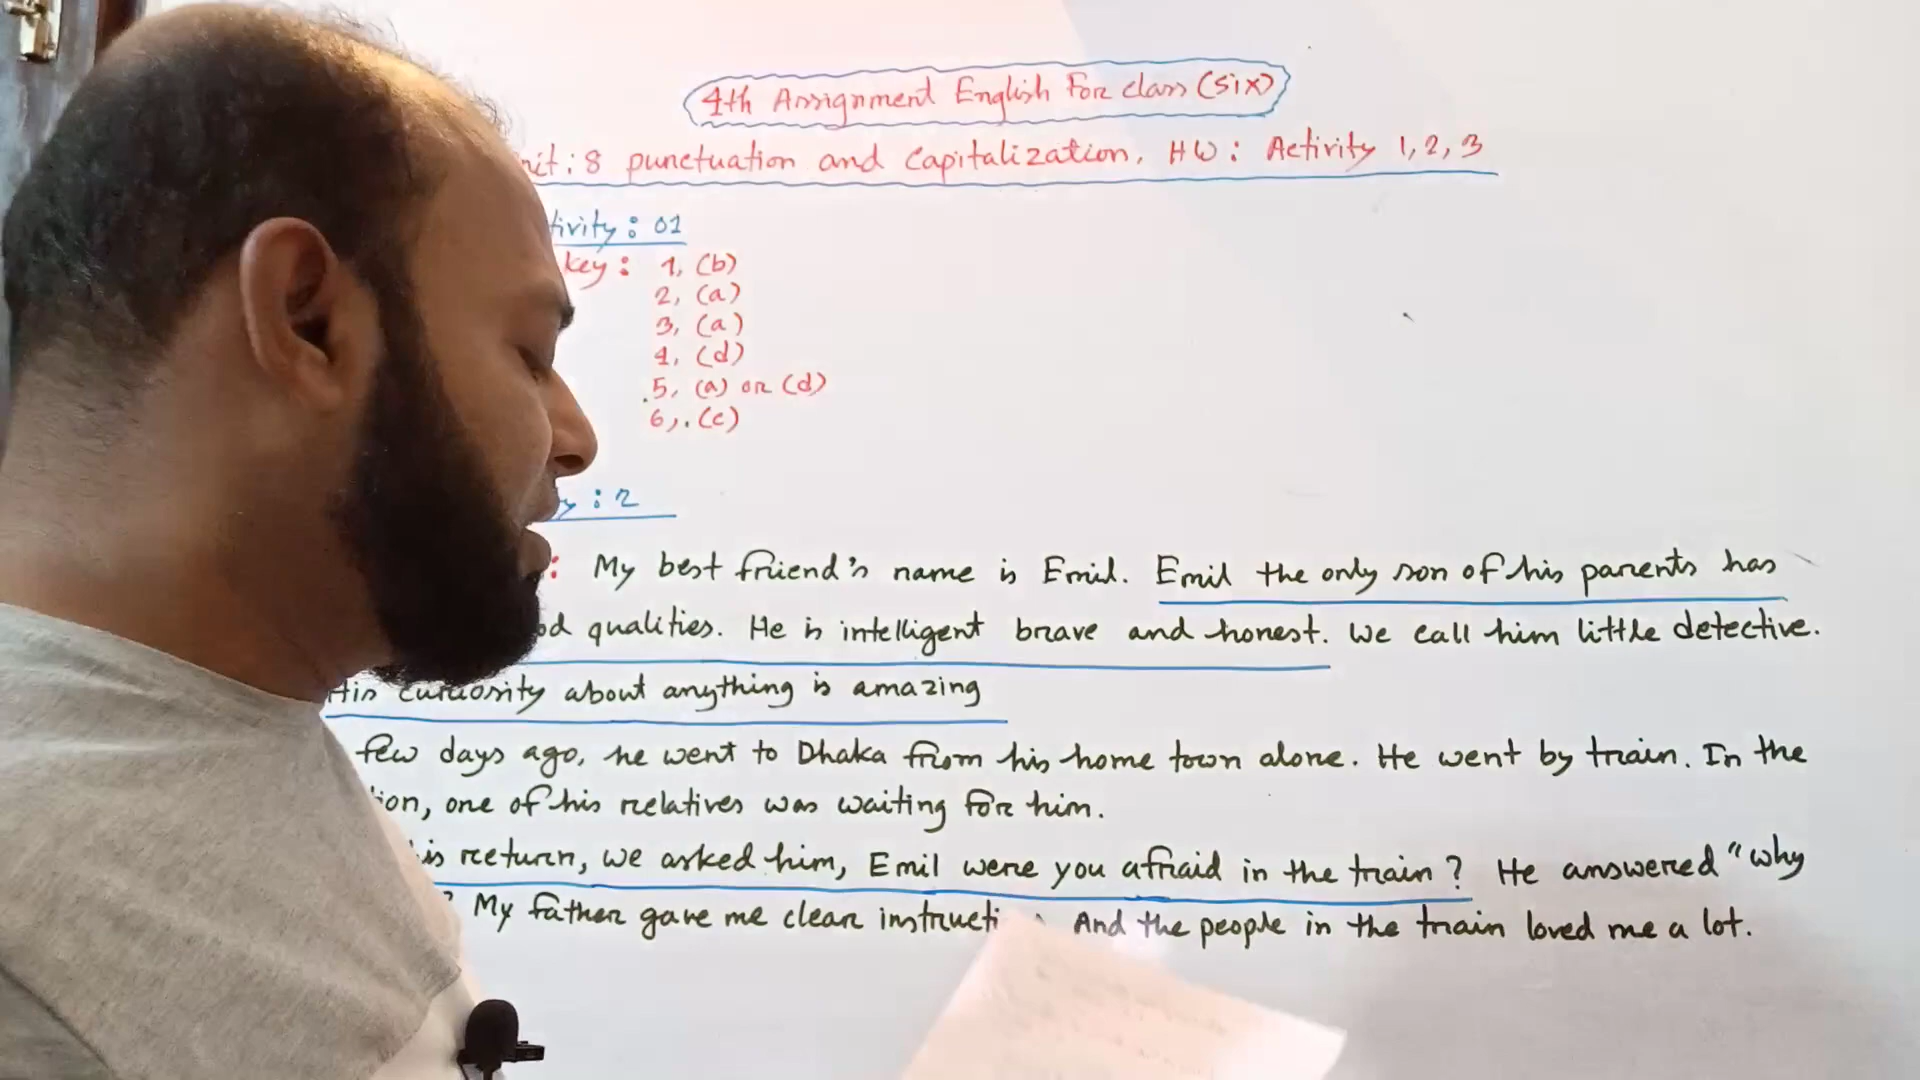 4th Assignment English For class (six)
nit: 8 punctuation and Capitalization, HW: Activity 1, 2, 3
tivity: 01
key: 1, (b)
2, (a)
3, (a)
4, (d)
5, (a) or (d)
6, (c)
y: 2
: My best friend's name is Emil. Emil the only son of his parents has
od qualities. He is intelligent brave and honest. We call him little detective.
His curiosity about anything is amazing
few days ago, he went to Dhaka from his home town alone. He went by train. In the
ion, one of his relatives was waiting for him.
is return, we asked him, Emil were you afraid in the train? He answered "why
? My father gave me clear instructi And the people in the train loved me a lot.